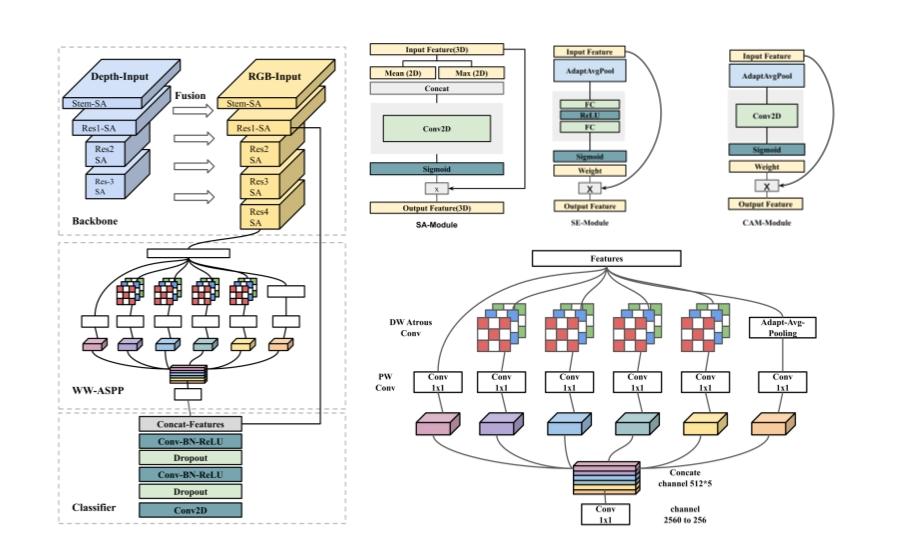 Depth-Input
RGB-Input
Fusion
Stem-SA
Stem-SA
Res1-SA
Res1-SA
Res2
SA
Res2
SA
Res-3
SA
Res3
SA
Res4
SA
Backbone
WW-ASPP
Concat-Features
Conv-BN-ReLU
Dropout
Conv-BN-ReLU
Dropout
Conv2D
Classifier
Input Feature(3D)
Mean (2D)
Max (2D)
Concat
Conv2D
Sigmoid
x
Output Feature(3D)
SA-Module
Input Feature
AdaptAvgPool
FC
ReLU
FC
Sigmoid
Weight
X
Output Feature
SE-Module
Input Feature
AdaptAvgPool
Conv2D
Sigmoid
Weight
X
Output Feature
CAM-Module
Features
DW Atrous
Conv
Adapt-Avg-
Pooling
PW
Conv
Conv
1x1
Conv
1x1
Conv
1x1
Conv
1x1
Conv
1x1
Conv
1x1
Concate
channel 512*5
Conv
1x1
channel
2560 to 256